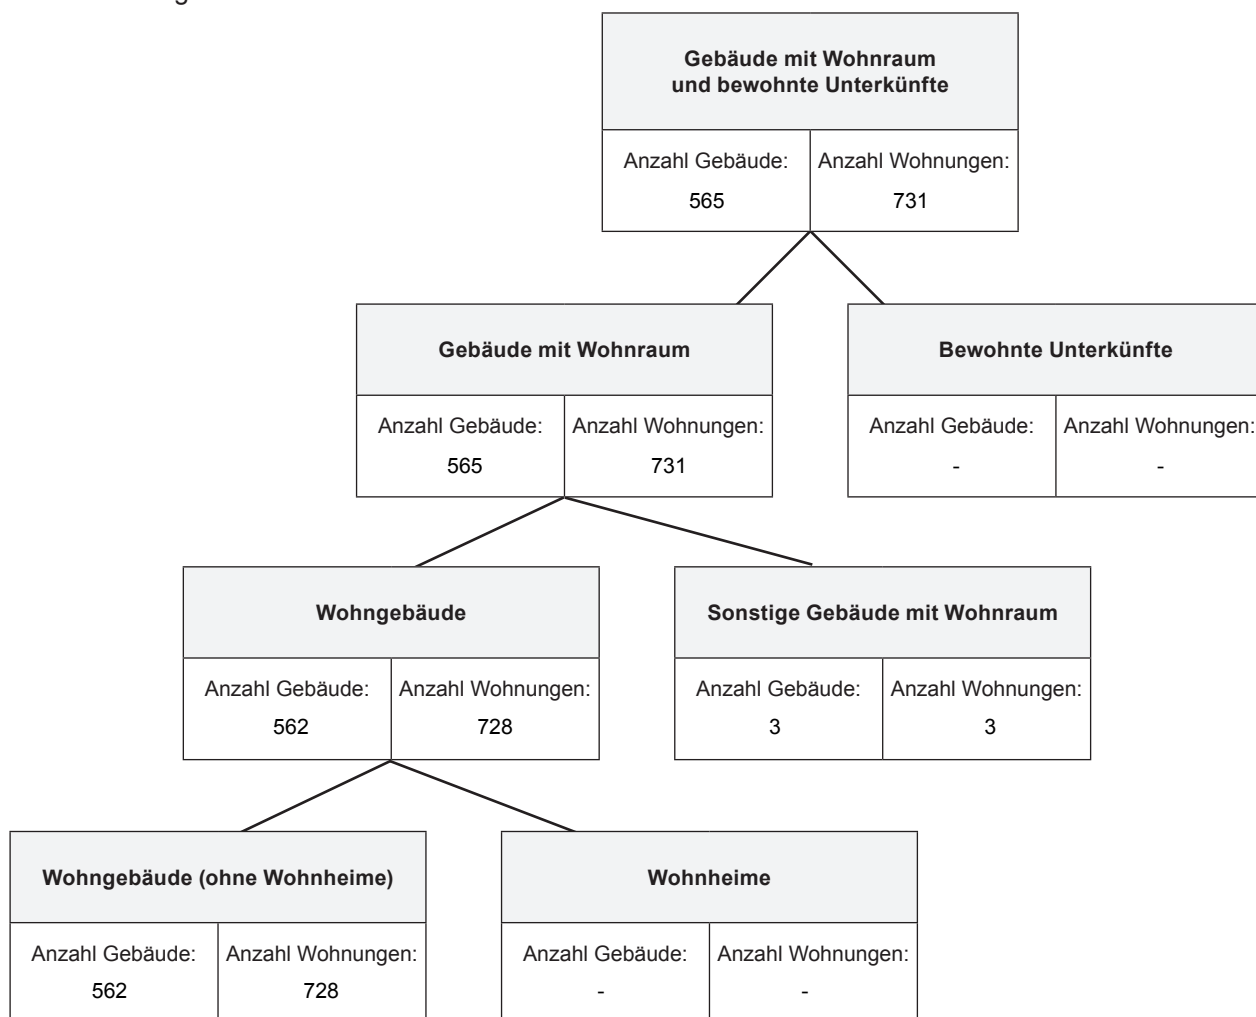 Gebäude mit Wohnraum
und bewohnte Unterkünfte
Anzahl Gebäude: Anzahl Wohnungen:
565 731
Gebäude mit Wohnraum
Bewohnte Unterkünfte
Anzahl Gebäude: Anzahl Wohnungen:
565 731
Anzahl Gebäude: Anzahl Wohnungen:
- -
Wohngebäude
Sonstige Gebäude mit Wohnraum
Anzahl Gebäude: Anzahl Wohnungen:
562 728
Anzahl Gebäude: Anzahl Wohnungen:
3 3
Wohngebäude (ohne Wohnheime)
Wohnheime
Anzahl Gebäude: Anzahl Wohnungen:
562 728
Anzahl Gebäude: Anzahl Wohnungen:
- -